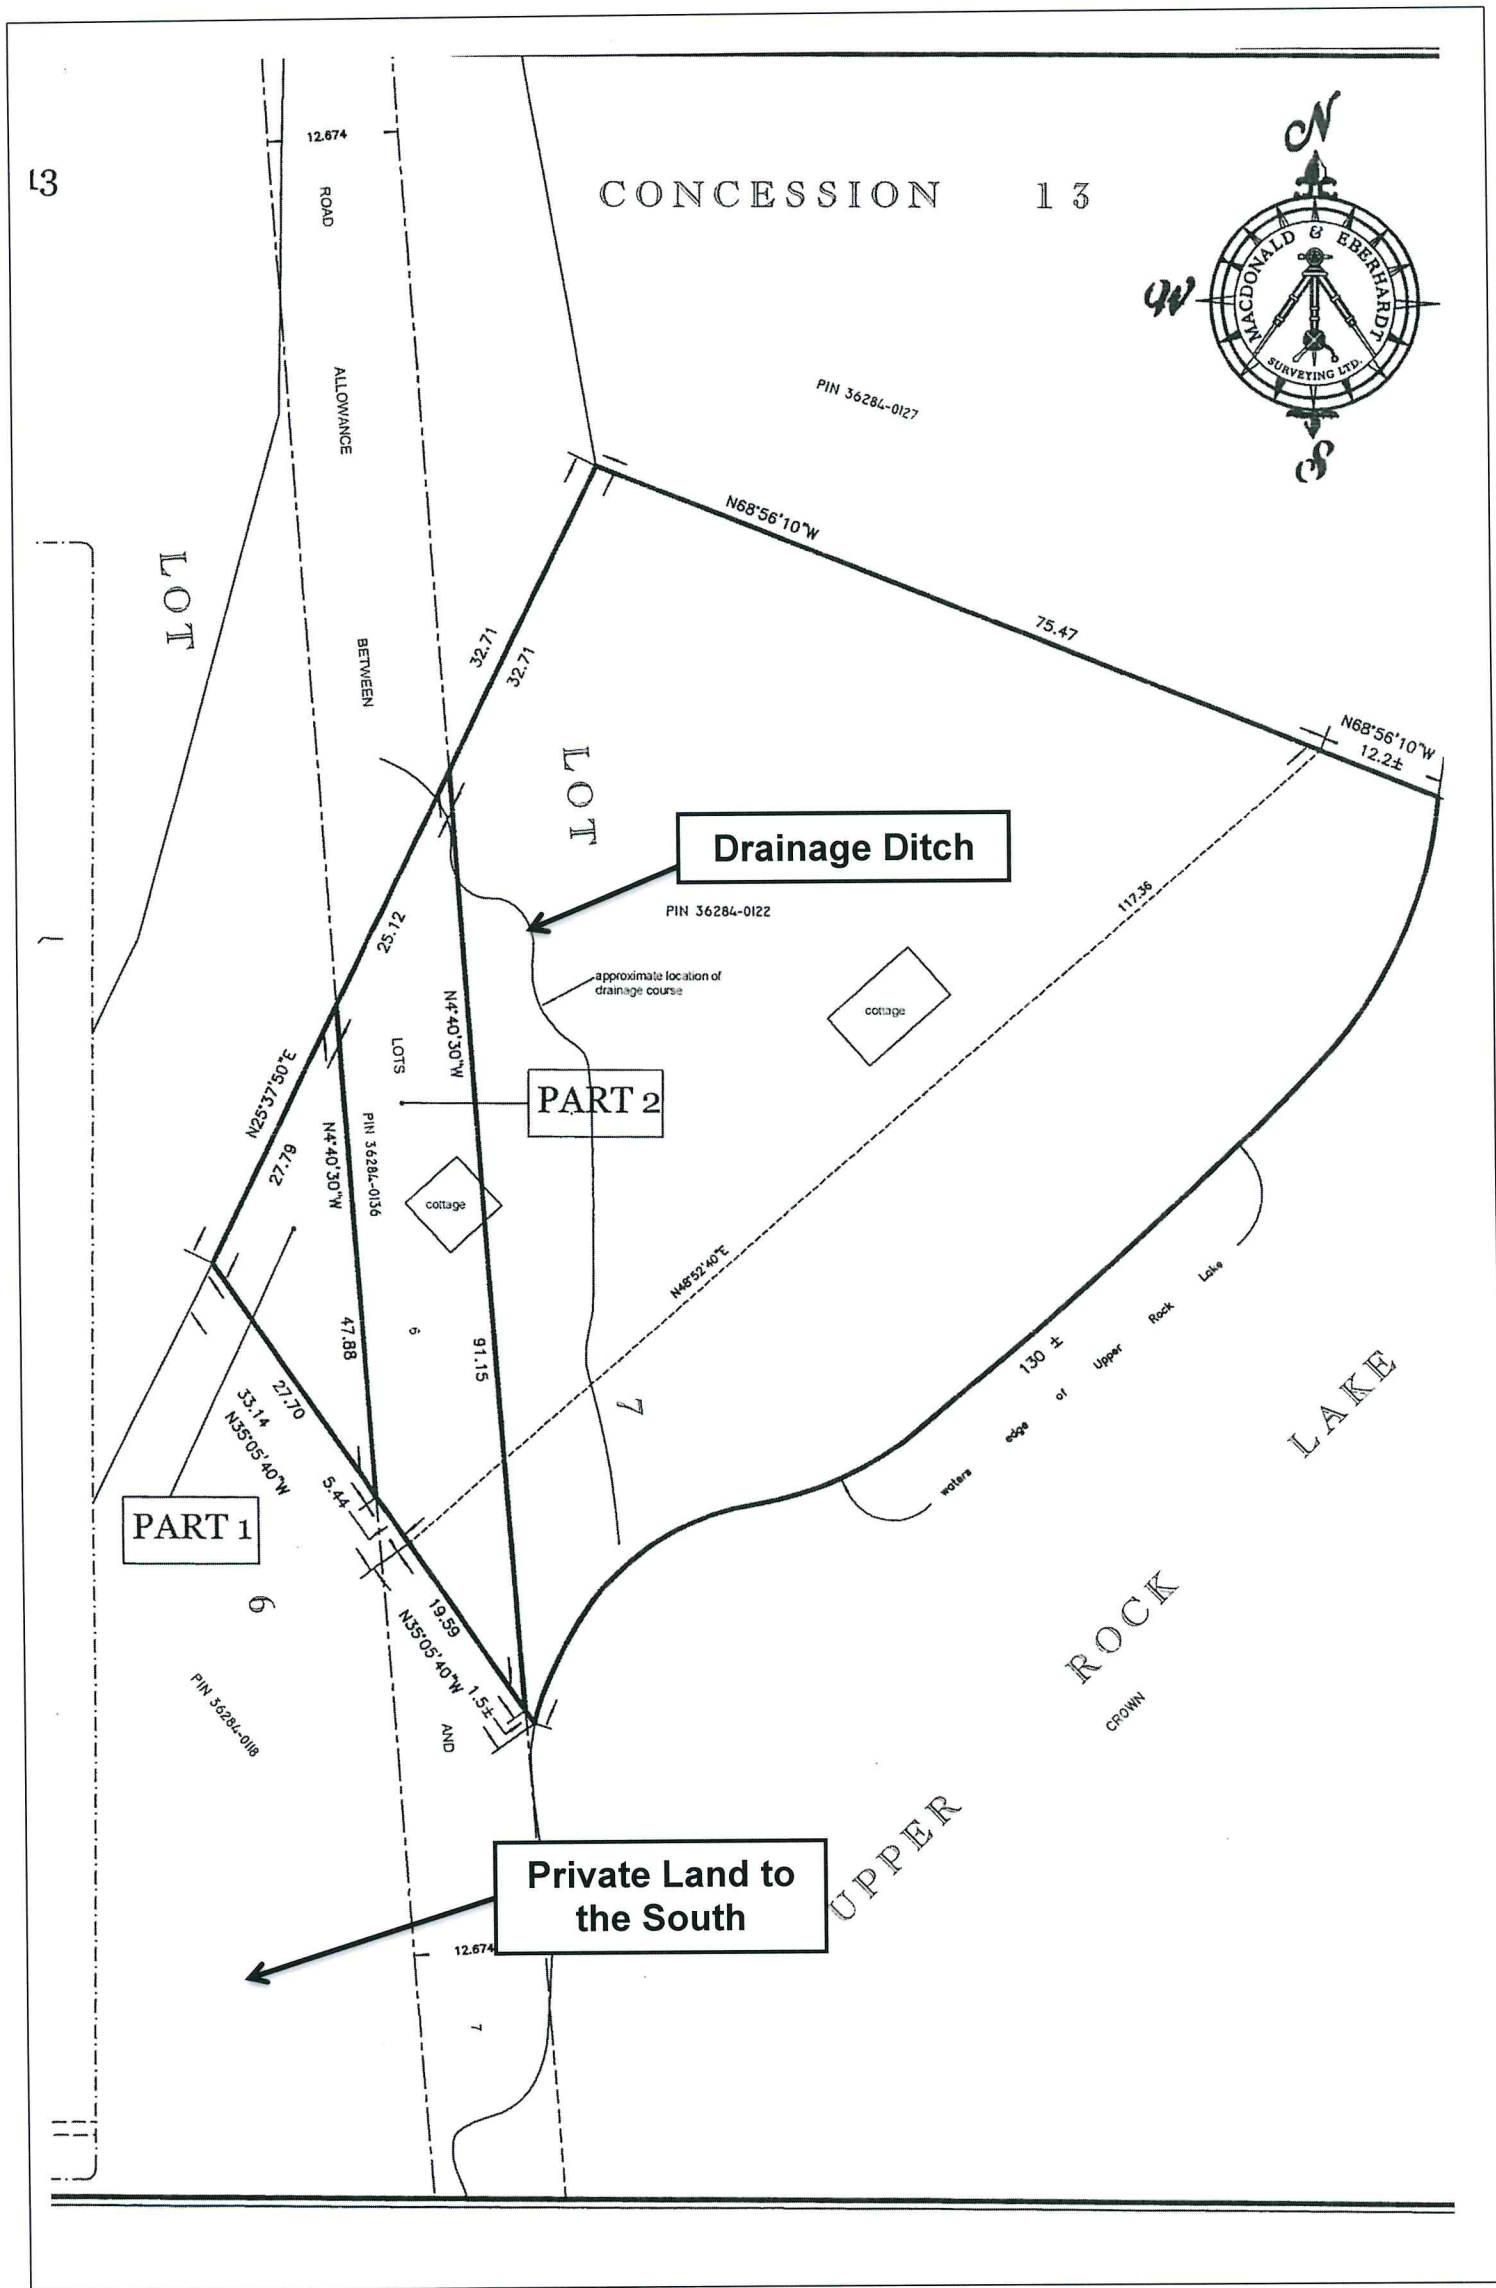 N
13
12.674
CONCESSION 13
W
MACDONALD & EBERHARDT
SURVEYING LTD.
S
ROAD
ALLOWANCE
PIN 36284-0127
N68°56'10"W
LOT
75.47
BETWEEN
32.71
32.71
N68°56'10"W
12.2±
LOT
Drainage Ditch
PIN 36284-0122
117.36
25.12
approximate location of
drainage course
cottage
N4°40'30"W
LOTS
PART 2
N25°37'50"E
27.79
N4°40'30"W
PIN 36284-0136
cottage
N48°52'40"E
47.88
6
91.15
130 ±
waters edge of Upper Rock Lake
7
27.70
33.14
N35°05'40"W
5.44
PART 1
6
19.59
N35°05'40"W
1.5±
PIN 36284-0118
AND
UPPER ROCK LAKE
CROWN
Private Land to
the South
12.674
7